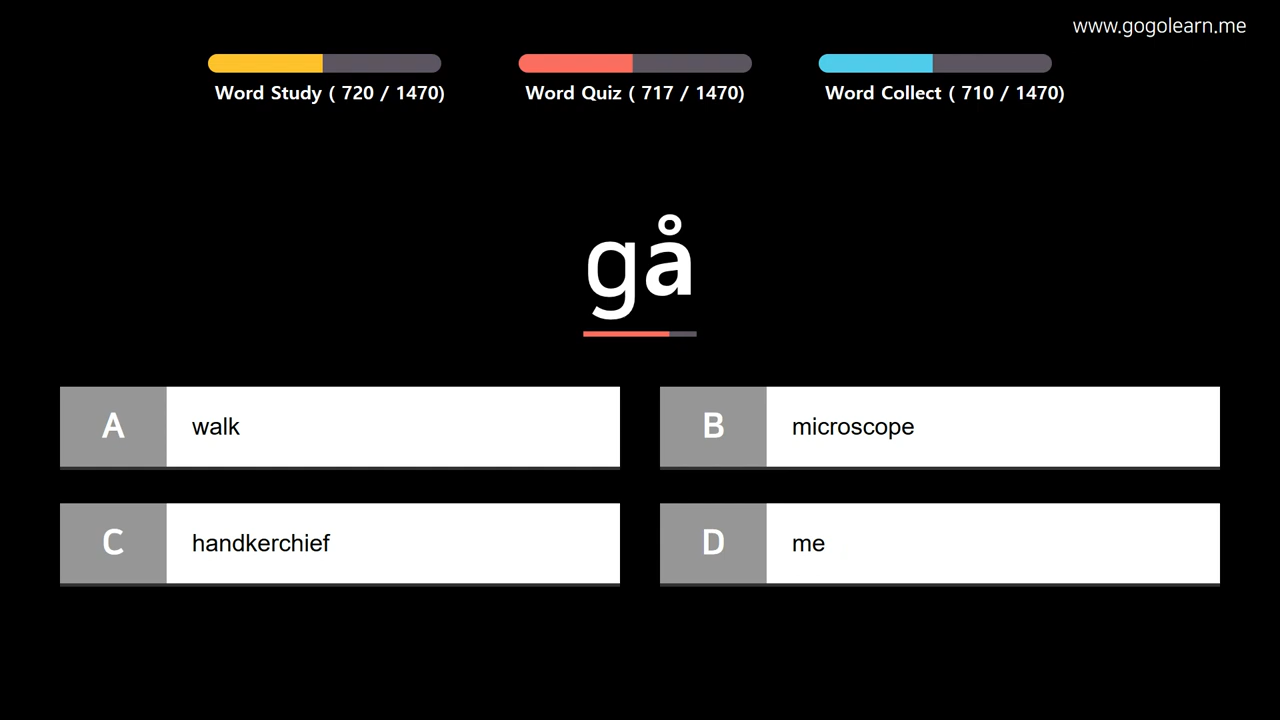 www.gogolearn.me
Word Study ( 720 / 1470)
Word Quiz ( 717 / 1470)
Word Collect ( 710 / 1470)
gå
A walk
B microscope
C handkerchief
D me